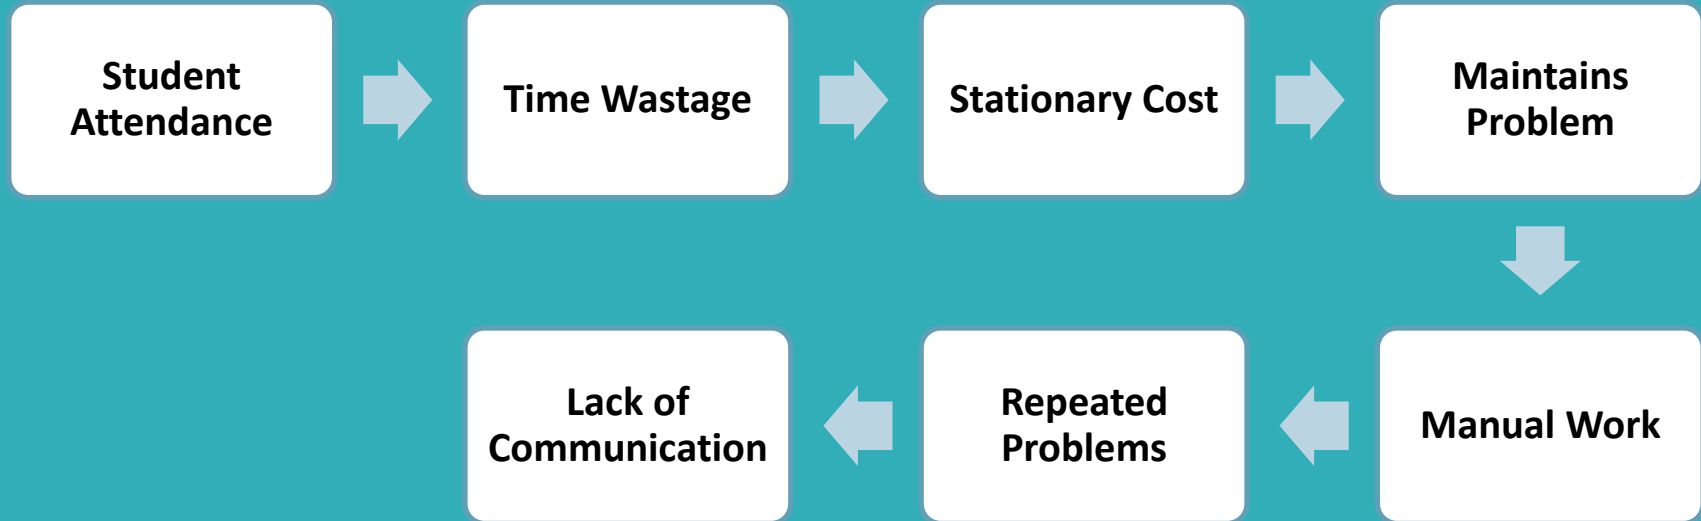 Student
Attendance
Time Wastage
Stationary Cost
Maintains
Problem
Manual Work
Repeated
Problems
Lack of
Communication